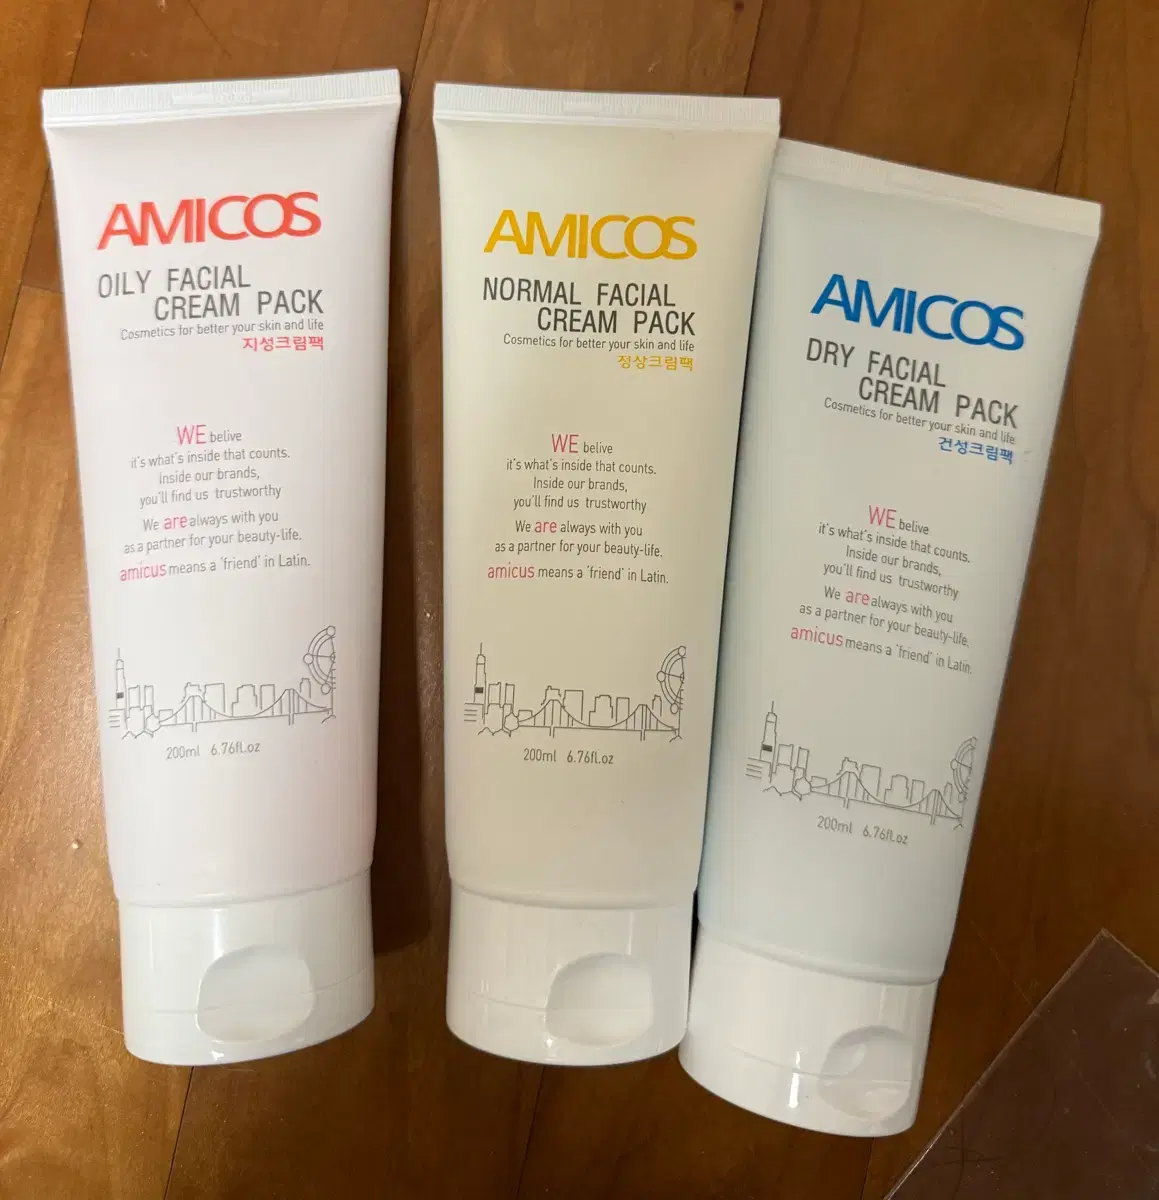 AMICOS
OILY FACIAL
CREAM PACK
Cosmetics for better your skin and life
지성크림팩
WE belive
it's what's inside that counts.
Inside our brands,
you'll find us trustworthy
We are always with you
as a partner for your beauty-life.
amicus means a 'friend' in Latin.
200ml 6.76fl.oz
AMICOS
NORMAL FACIAL
CREAM PACK
Cosmetics for better your skin and life
정상크림팩
WE belive
it's what's inside that counts.
Inside our brands,
you'll find us trustworthy
We are always with you
as a partner for your beauty-life.
amicus means a 'friend' in Latin.
200ml 6.76fl.oz
AMICOS
DRY FACIAL
CREAM PACK
Cosmetics for better your skin and life
건성크림팩
WE belive
it's what's inside that counts.
Inside our brands,
you'll find us trustworthy
We are always with you
as a partner for your beauty-life.
amicus means a 'friend' in Latin.
200ml 6.76fl.oz